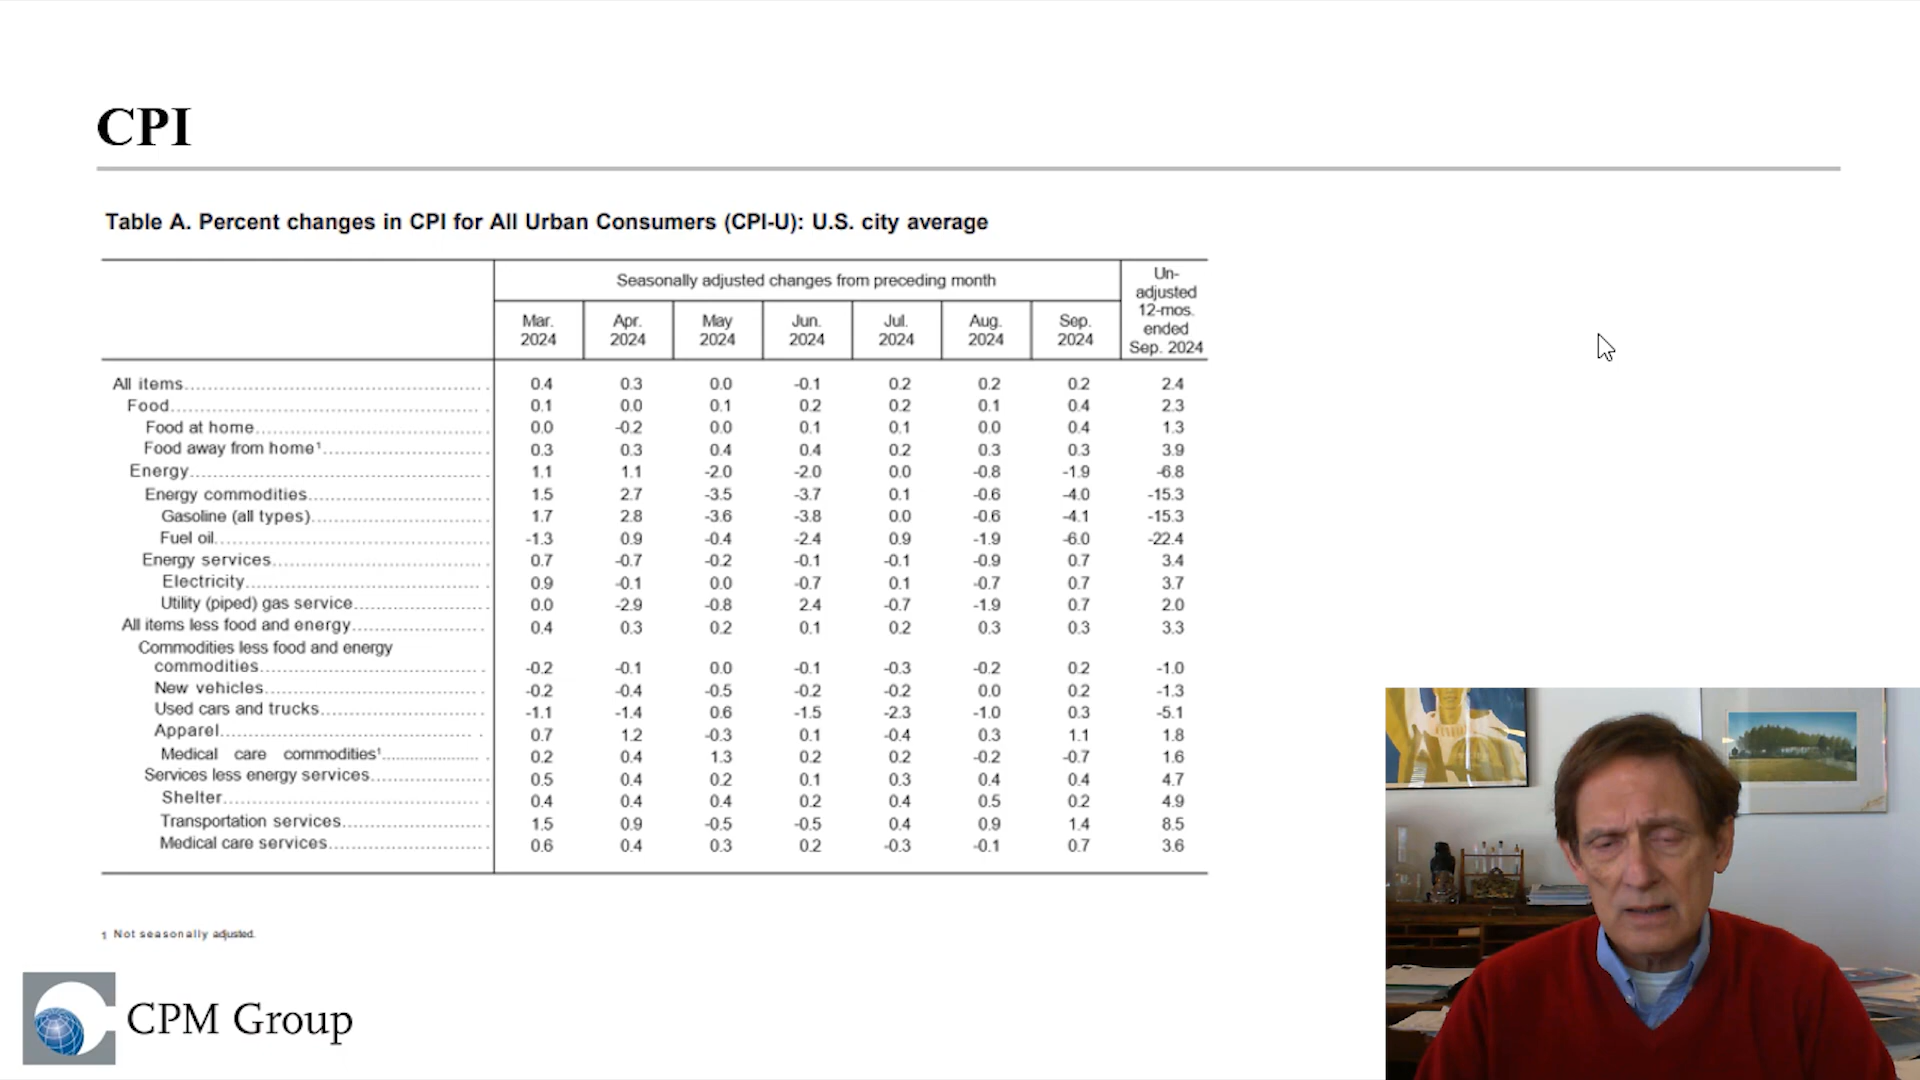 CPI
Table A. Percent changes in CPI for All Urban Consumers (CPI-U): U.S. city average
Seasonally adjusted changes from preceding month
Un-
adjusted
12-mos.
ended
Sep. 2024
Mar. 2024 Apr. 2024 May 2024 Jun. 2024 Jul. 2024 Aug. 2024 Sep. 2024
All items 0.4 0.3 0.0 -0.1 0.2 0.2 0.2 2.4
Food 0.1 0.0 0.1 0.2 0.2 0.1 0.4 2.3
Food at home 0.0 -0.2 0.0 0.1 0.1 0.0 0.4 1.3
Food away from home¹ 0.3 0.3 0.4 0.4 0.2 0.3 0.3 3.9
Energy 1.1 1.1 -2.0 -2.0 0.0 -0.8 -1.9 -6.8
Energy commodities 1.5 2.7 -3.5 -3.7 0.1 -0.6 -4.0 -15.3
Gasoline (all types) 1.7 2.8 -3.6 -3.8 0.0 -0.6 -4.1 -15.3
Fuel oil -1.3 0.9 -0.4 -2.4 0.9 -1.9 -6.0 -22.4
Energy services 0.7 -0.7 -0.2 -0.1 -0.1 -0.9 0.7 3.4
Electricity 0.9 -0.1 0.0 -0.7 0.1 -0.7 0.7 3.7
Utility (piped) gas service 0.0 -2.9 -0.8 2.4 -0.7 -1.9 0.7 2.0
All items less food and energy 0.4 0.3 0.2 0.1 0.2 0.3 0.3 3.3
Commodities less food and energy
commodities -0.2 -0.1 0.0 -0.1 -0.3 -0.2 0.2 -1.0
New vehicles -0.2 -0.4 -0.5 -0.2 -0.2 0.0 0.2 -1.3
Used cars and trucks -1.1 -1.4 0.6 -1.5 -2.3 -1.0 0.3 -5.1
Apparel 0.7 1.2 -0.3 0.1 -0.4 0.3 1.1 1.8
Medical care commodities¹ 0.2 0.4 1.3 0.2 0.2 -0.2 -0.7 1.6
Services less energy services 0.5 0.4 0.2 0.1 0.3 0.4 0.4 4.7
Shelter 0.4 0.4 0.4 0.2 0.4 0.5 0.2 4.9
Transportation services 1.5 0.9 -0.5 -0.5 0.4 0.9 1.4 8.5
Medical care services 0.6 0.4 0.3 0.2 -0.3 -0.1 0.7 3.6
1 Not seasonally adjusted.
CPM Group